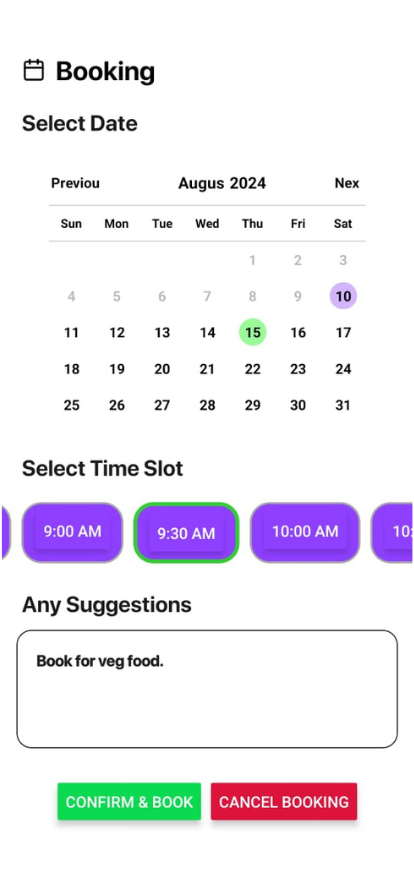 Booking
Select Date
Previou Augus 2024 Nex
Sun Mon Tue Wed Thu Fri Sat
1 2 3
4 5 6 7 8 9 10
11 12 13 14 15 16 17
18 19 20 21 22 23 24
25 26 27 28 29 30 31
Select Time Slot
9:00 AM 9:30 AM 10:00 AM 10:
Any Suggestions
Book for veg food.
CONFIRM & BOOK CANCEL BOOKING